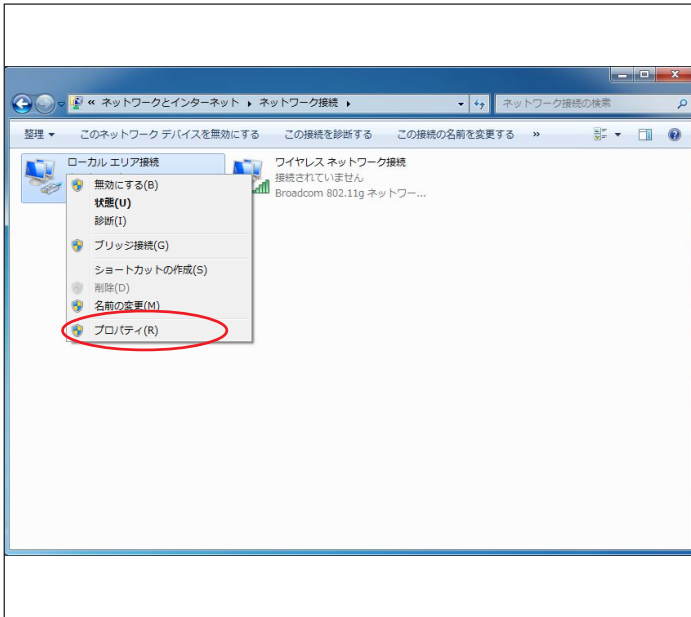 « ネットワークとインターネット ▸ ネットワーク接続 ▸ ネットワーク接続の検索
整理 ▼ このネットワーク デバイスを無効にする この接続を診断する この接続の名前を変更する »
ローカル エリア接続
ワイヤレス ネットワーク接続
接続されていません
Broadcom 802.11g ネットワー...
無効にする(B)
状態(U)
診断(I)
ブリッジ接続(G)
ショートカットの作成(S)
削除(D)
名前の変更(M)
プロパティ(R)